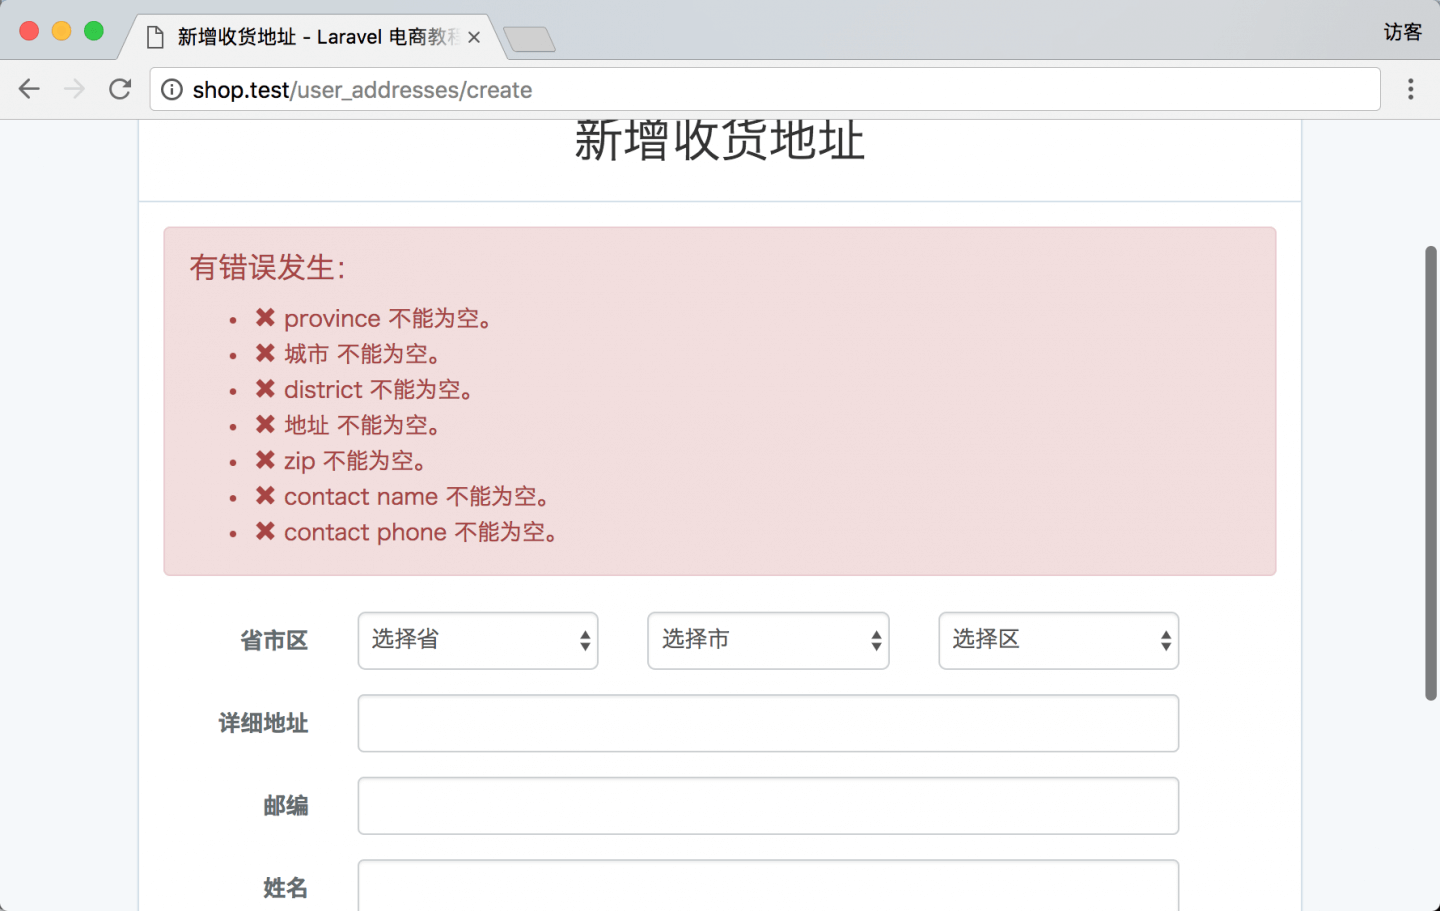 新增收货地址 - Laravel 电商教程
访客
shop.test/user_addresses/create
新增收货地址
有错误发生：
province 不能为空。
城市 不能为空。
district 不能为空。
地址 不能为空。
zip 不能为空。
contact name 不能为空。
contact phone 不能为空。
省市区 选择省 选择市 选择区
详细地址
邮编
姓名